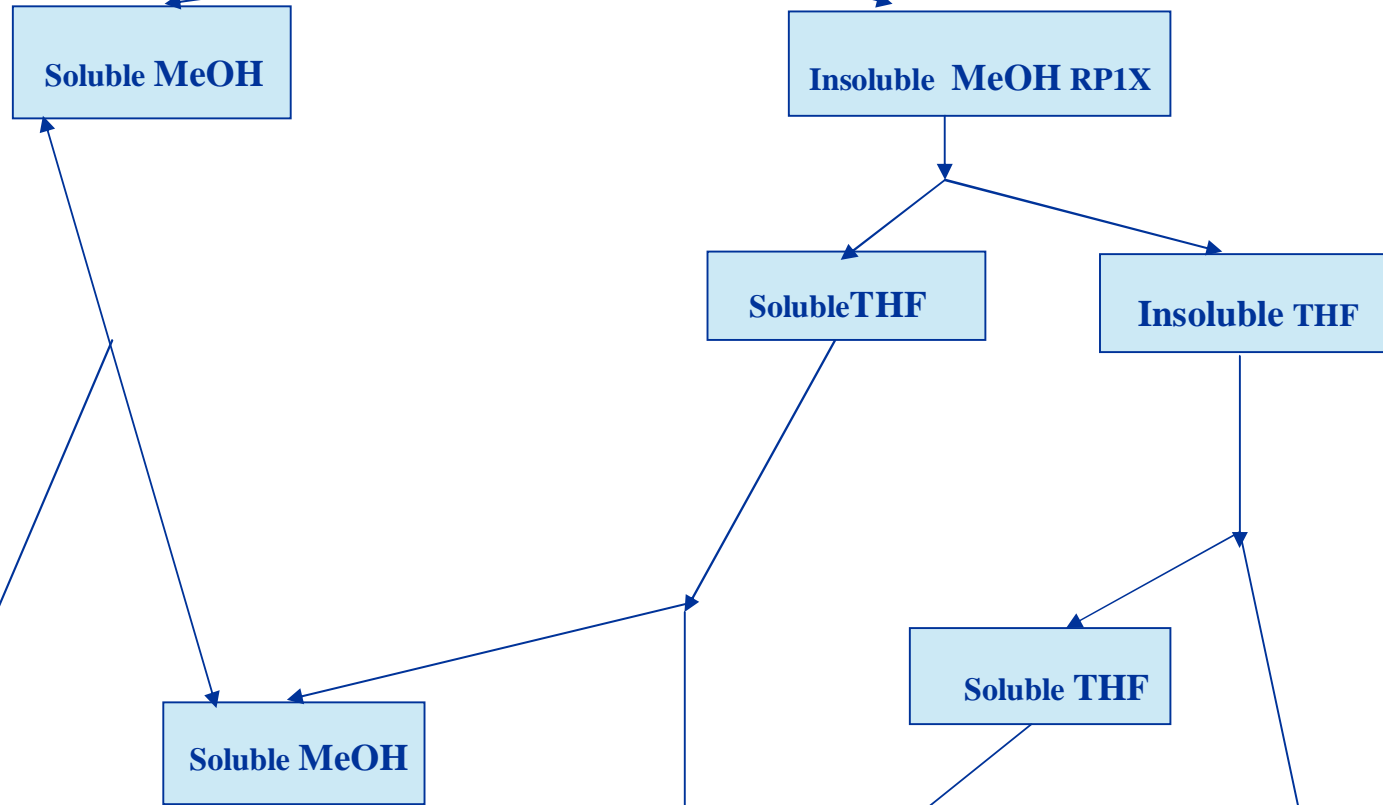 Soluble MeOH
Insoluble MeOH RP1X
SolubleTHF
Insoluble THF
Soluble THF
Soluble MeOH